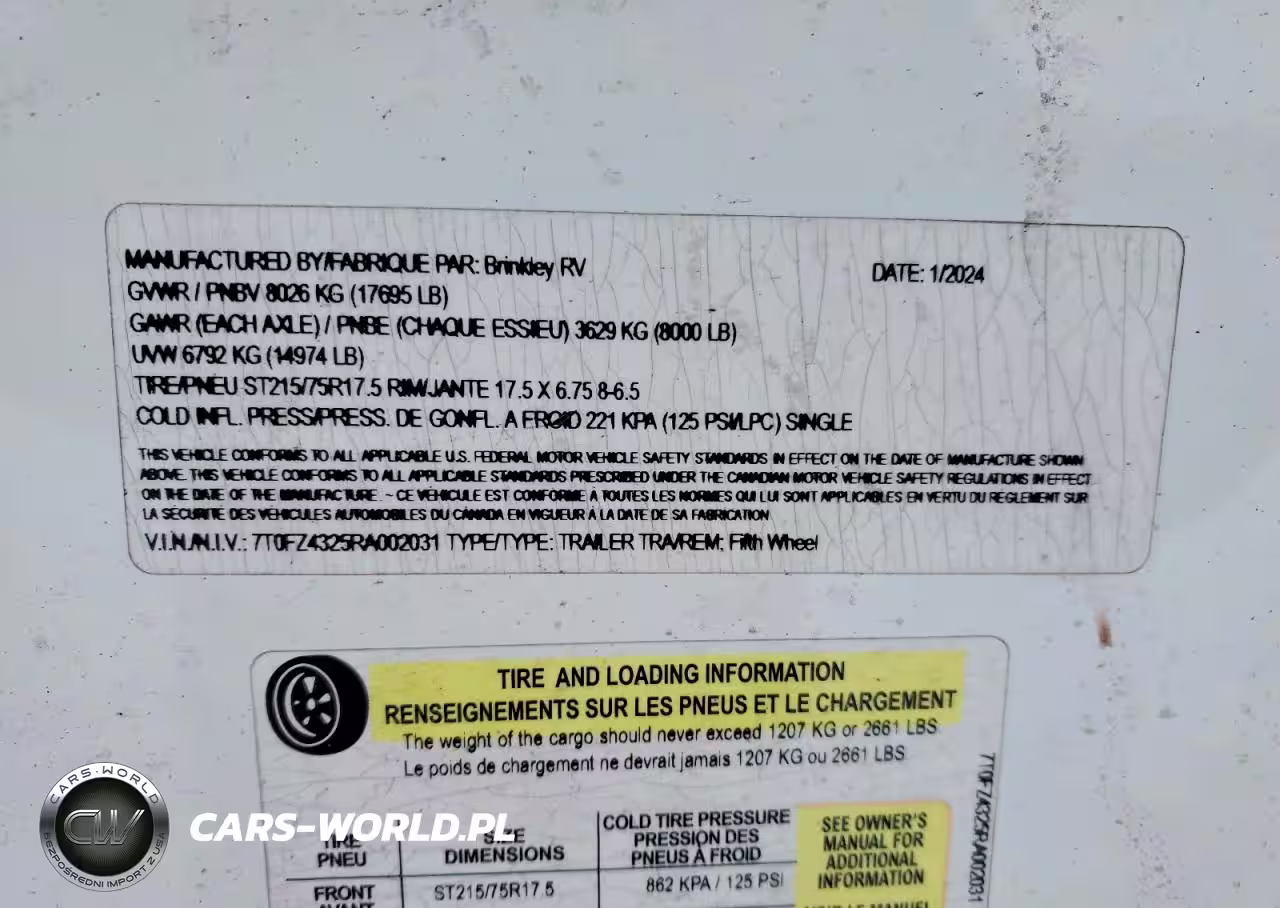 MANUFACTURED BY/FABRIQUE PAR: Brinkley RV
DATE: 1/2024
GVWR / PNBV 8026 KG (17695 LB)
GAWR (EACH AXLE) / PNBE (CHAQUE ESSIEU) 3629 KG (8000 LB)
UVW 6792 KG (14974 LB)
TIRE/PNEU ST215/75R17.5 RIM/JANTE 17.5 X 6.75 8-6.5
COLD INFL. PRESS/PRESS. DE GONFL. A FROID 221 KPA (125 PSI/LPC) SINGLE
THIS VEHICLE CONFORMS TO ALL APPLICABLE U.S. FEDERAL MOTOR VEHICLE SAFETY STANDARDS IN EFFECT ON THE DATE OF MANUFACTURE SHOWN
ABOVE. THIS VEHICLE CONFORMS TO ALL APPLICABLE STANDARDS PRESCRIBED UNDER THE CANADIAN MOTOR VEHICLE SAFETY REGULATIONS IN EFFECT
ON THE DATE OF THE MANUFACTURE. ~ CE VÉHICULE EST CONFORME À TOUTES LES NORMES QUI LUI SONT APPLICABLES EN VERTU DU RÈGLEMENT SUR
LA SÉCURITÉ DES VÉHICULES AUTOMOBILES DU CANADA EN VIGUEUR À LA DATE DE SA FABRICATION
V.I.N./N.I.V.: 7T0FZ4325RA002031 TYPE/TYPE: TRAILER TRA/REM: Fifth Wheel
TIRE AND LOADING INFORMATION
RENSEIGNEMENTS SUR LES PNEUS ET LE CHARGEMENT
The weight of the cargo should never exceed 1207 KG or 2661 LBS
Le poids de chargement ne devrait jamais 1207 KG ou 2661 LBS
TIRE
PNEU
SIZE
DIMENSIONS
COLD TIRE PRESSURE
PRESSION DES
PNEUS À FROID
SEE OWNER'S
MANUAL FOR
ADDITIONAL
INFORMATION
FRONT
ST215/75R17.5
862 KPA / 125 PSI
7T0FZ4325RA002031
CARS-WORLD
CW
BEZPOŚREDNI IMPORT Z USA
CARS-WORLD.PL